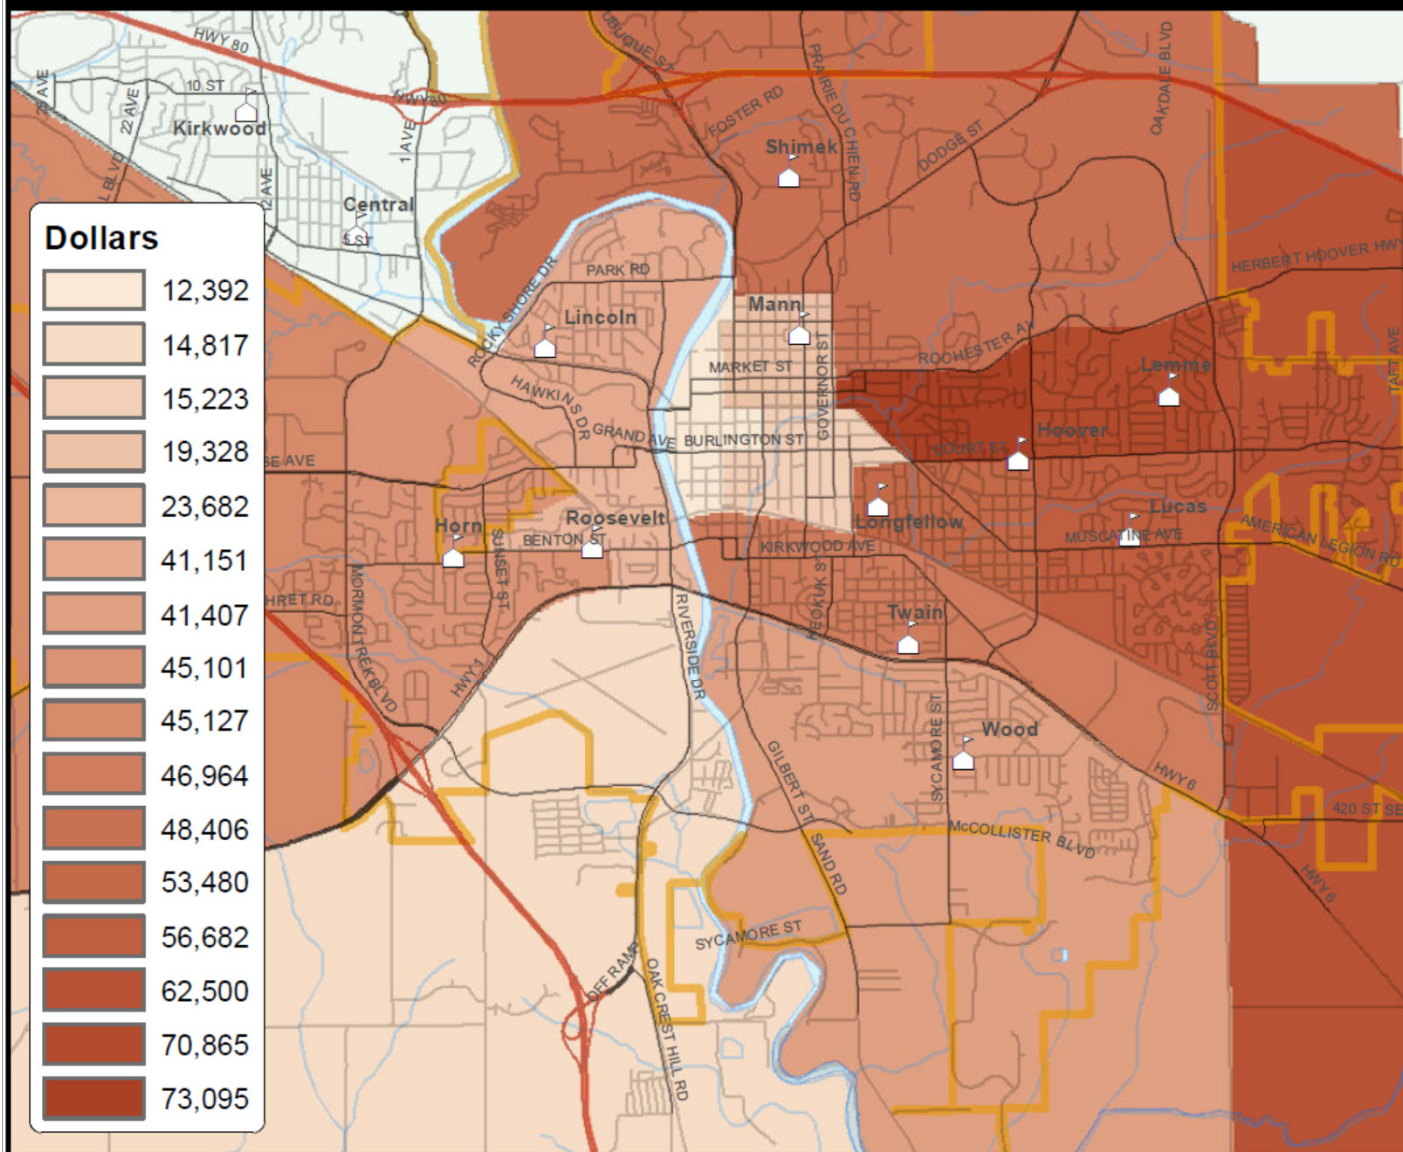 HWY 80
UBUQUE ST
PRAIRIE DU CHIEN RD
OAKDALE BLVD
22 AVE
10 ST
HWY 80
Kirkwood
1 AVE
FOSTER RD
DODGE ST
Shimek
L BLVD
12 AVE
Central
5 ST
Dollars
12,392
14,817
15,223
19,328
23,682
41,151
41,407
45,101
45,127
46,964
48,406
53,480
56,682
62,500
70,865
73,095
HERBERT HOOVER HWY
ROCKY SHORE DR
PARK RD
Lincoln
Mann
GOVERNOR ST
MARKET ST
ROCHESTER AV
Lemme
TAFT AVE
HAWKINS DR
GRAND AVE
BURLINGTON ST
COURT ST
Hoover
SE AVE
Horn
SUNSET ST
Roosevelt
BENTON ST
Longfellow
KIRKWOOD AVE
Lucas
MUSCATINE AVE
AMERICAN LEGION RD
HRET RD
MORMON TREK BLVD
HWY 1
RIVERSIDE DR
KEOKUK ST
Twain
SCOTT BLVD
SYCAMORE ST
Wood
GILBERT ST
SAND RD
McCOLLISTER BLVD
HWY 6
420 ST SE
HWY 6
SYCAMORE ST
OFF RAMP
OAK CREST HILL RD